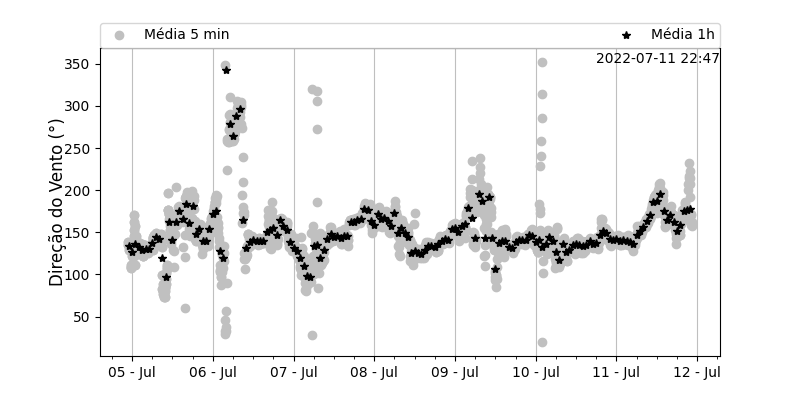 Média 5 min
Média 1h
2022-07-11 22:47
Direção do Vento (°)
350
300
250
200
150
100
50
05 - Jul
06 - Jul
07 - Jul
08 - Jul
09 - Jul
10 - Jul
11 - Jul
12 - Jul